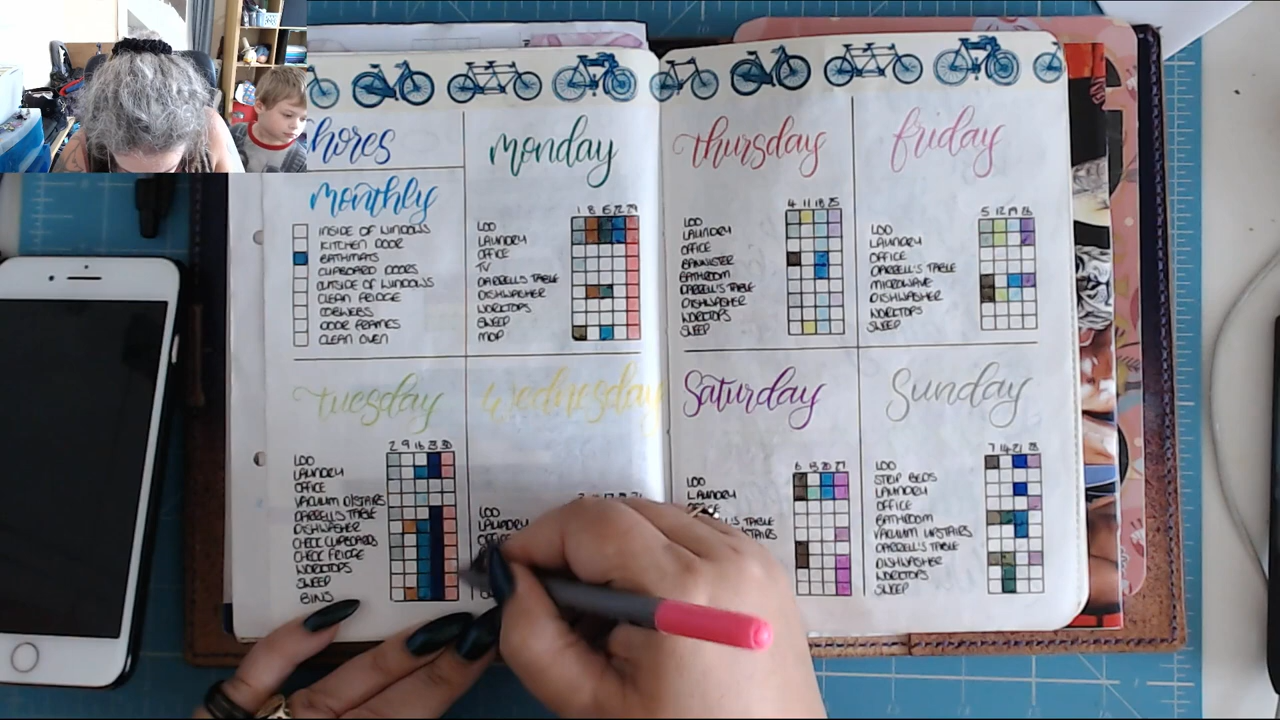 chores
monthly
INSIDE OF WINDOWS
KITCHEN DOOR
BATHMATS
CUPBOARD DOORS
OUTSIDE OF WINDOWS
CLEAN FRIDGE
COBWEBS
DOOR FRAMES
CLEAN OVEN
monday
1 8 15 22 29
LOO
LAUNDRY
OFFICE
TV
DARRELL'S TABLE
DISHWASHER
WORKTOPS
SWEEP
MOP
tuesday
2 9 16 23 30
LOO
LAUNDRY
OFFICE
VACUUM D/STAIRS
DARRELL'S TABLE
DISHWASHER
CHECK CUPBOARDS
CHECK FRIDGE
WORKTOPS
SWEEP
BINS
wednesday
LOO
LAUNDRY
thursday
4 11 18 25
LOO
LAUNDRY
OFFICE
BANNISTER
BATHROOM
DARRELL'S TABLE
DISHWASHER
WORKTOPS
SWEEP
friday
5 12 19 26
LOO
LAUNDRY
OFFICE
DARRELL'S TABLE
MICROWAVE
DISHWASHER
WORKTOPS
SWEEP
saturday
6 13 20 27
LOO
LAUNDRY
sunday
7 14 21 28
LOO
STRIP BEDS
LAUNDRY
OFFICE
BATHROOM
VACUUM UPSTAIRS
DARRELL'S TABLE
DISHWASHER
WORKTOPS
SWEEP